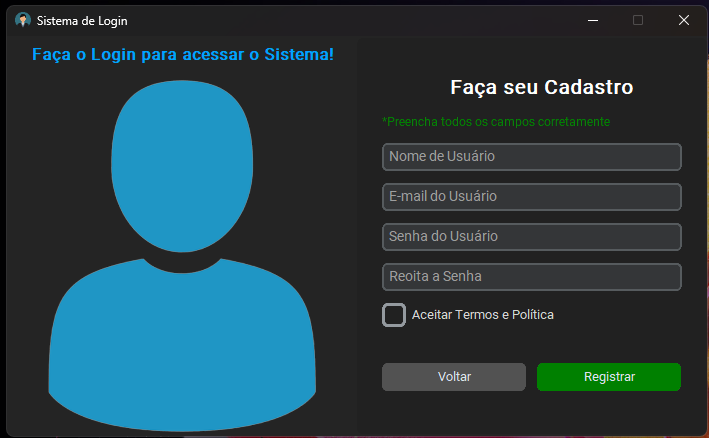 Sistema de Login
Faça o Login para acessar o Sistema!
Faça seu Cadastro
*Preencha todos os campos corretamente
Nome de Usuário
E-mail do Usuário
Senha do Usuário
Reoita a Senha
Aceitar Termos e Política
Voltar
Registrar